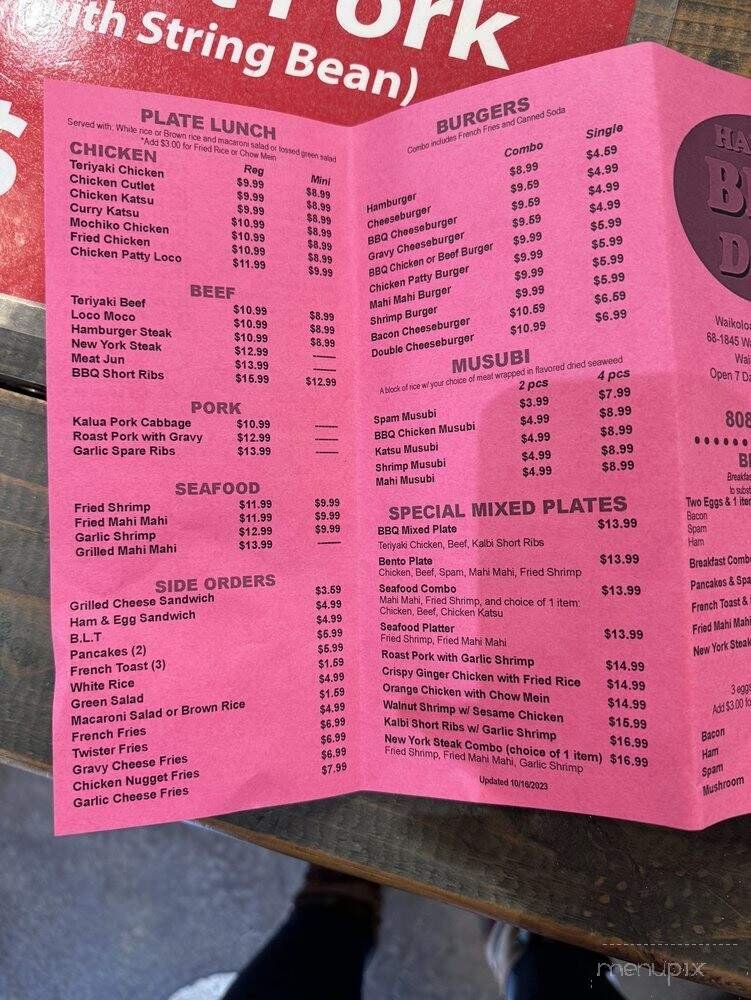 t Pork
with String Bean)
$
PLATE LUNCH
Served with: White rice or Brown rice and macaroni salad or tossed green salad
*Add $3.00 for Fried Rice or Chow Mein
CHICKEN Reg Mini
Teriyaki Chicken $9.99 $8.99
Chicken Cutlet $9.99 $8.99
Chicken Katsu $9.99 $8.99
Curry Katsu $10.99 $8.99
Mochiko Chicken $10.99 $8.99
Fried Chicken $10.99 $8.99
Chicken Patty Loco $11.99 $9.99
BEEF
Teriyaki Beef $10.99 $8.99
Loco Moco $10.99 $8.99
Hamburger Steak $10.99 $8.99
New York Steak $12.99 ------
Meat Jun $13.99 ------
BBQ Short Ribs $15.99 $12.99
PORK
Kalua Pork Cabbage $10.99 ------
Roast Pork with Gravy $12.99 ------
Garlic Spare Ribs $13.99 ------
SEAFOOD
Fried Shrimp $11.99 $9.99
Fried Mahi Mahi $11.99 $9.99
Garlic Shrimp $12.99 $9.99
Grilled Mahi Mahi $13.99 ------
SIDE ORDERS
Grilled Cheese Sandwich $3.59
Ham & Egg Sandwich $4.99
B.L.T $4.99
Pancakes (2) $5.99
French Toast (3) $5.99
White Rice $1.59
Green Salad $4.99
Macaroni Salad or Brown Rice $1.59
French Fries $4.99
Twister Fries $6.99
Gravy Cheese Fries $6.99
Chicken Nugget Fries $6.99
Garlic Cheese Fries $7.99
BURGERS
Combo includes French Fries and Canned Soda
Combo Single
Hamburger $8.99 $4.59
Cheeseburger $9.59 $4.99
BBQ Cheeseburger $9.59 $4.99
Gravy Cheeseburger $9.59 $4.99
BBQ Chicken or Beef Burger $9.99 $5.99
Chicken Patty Burger $9.99 $5.99
Mahi Mahi Burger $9.99 $5.99
Shrimp Burger $9.99 $5.99
Bacon Cheeseburger $10.59 $6.59
Double Cheeseburger $10.99 $6.99
MUSUBI
A block of rice w/ your choice of meat wrapped in flavored dried seaweed
2 pcs 4 pcs
Spam Musubi $3.99 $7.99
BBQ Chicken Musubi $4.99 $8.99
Katsu Musubi $4.99 $8.99
Shrimp Musubi $4.99 $8.99
Mahi Musubi $4.99 $8.99
SPECIAL MIXED PLATES
BBQ Mixed Plate $13.99
Teriyaki Chicken, Beef, Kalbi Short Ribs
Bento Plate $13.99
Chicken, Beef, Spam, Mahi Mahi, Fried Shrimp
Seafood Combo $13.99
Mahi Mahi, Fried Shrimp, and choice of 1 item:
Chicken, Beef, Chicken Katsu
Seafood Platter $13.99
Fried Shrimp, Fried Mahi Mahi
Roast Pork with Garlic Shrimp $14.99
Crispy Ginger Chicken with Fried Rice $14.99
Orange Chicken with Chow Mein $14.99
Walnut Shrimp w/ Sesame Chicken $15.99
Kalbi Short Ribs w/ Garlic Shrimp $16.99
New York Steak Combo (choice of 1 item) $16.99
Fried Shrimp, Fried Mahi Mahi, Garlic Shrimp
Updated 10/16/2023
HA
B
D
Waikolo
68-1845 W
Wai
Open 7 Da
808
B
Breakfas
to subst
Two Eggs & 1 ite
Bacon
Spam
Ham
Breakfast Comb
Pancakes & Spa
French Toast &
Fried Mahi Mahi
New York Steak
3 eggs
Add $3.00 fo
Bacon
Ham
Spam
Mushroom
menupix